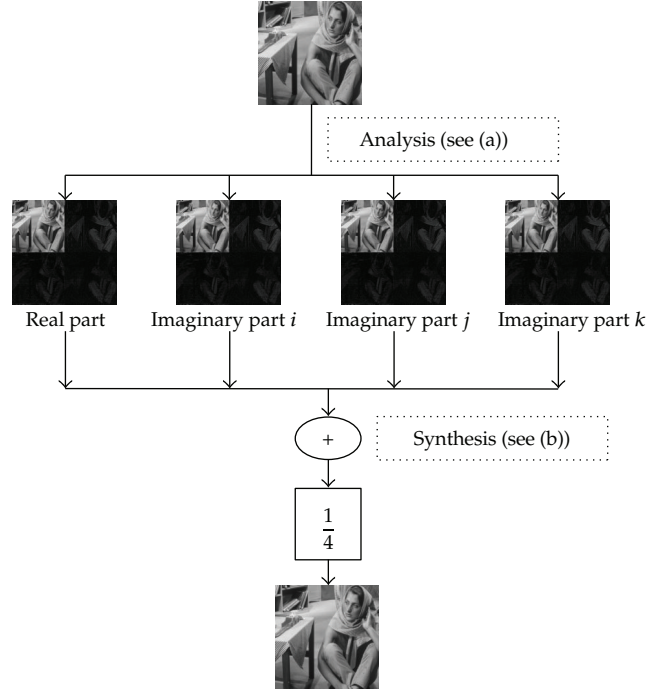 Analysis (see (a))
Real part
Imaginary part i
Imaginary part j
Imaginary part k
+
Synthesis (see (b))
1
4